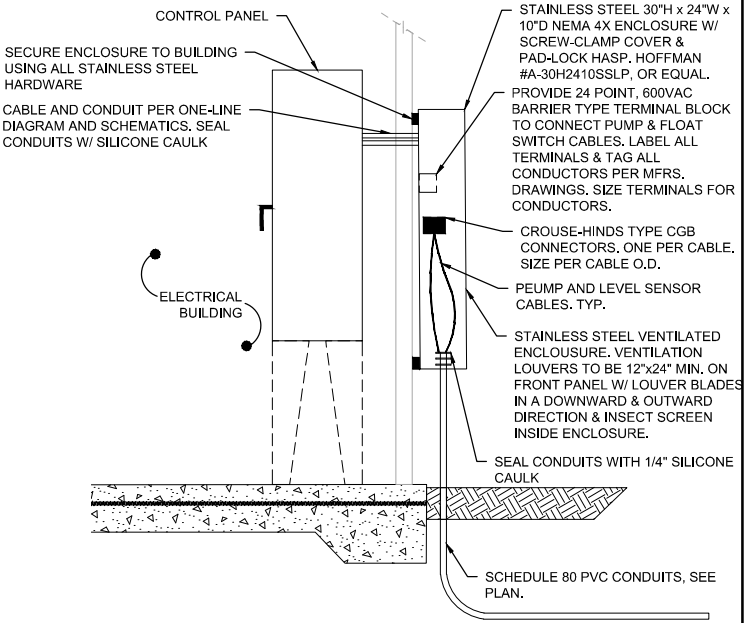 CONTROL PANEL
SECURE ENCLOSURE TO BUILDING
USING ALL STAINLESS STEEL
HARDWARE
CABLE AND CONDUIT PER ONE-LINE
DIAGRAM AND SCHEMATICS. SEAL
CONDUITS W/ SILICONE CAULK
ELECTRICAL
BUILDING
STAINLESS STEEL 30"H x 24"W x
10"D NEMA 4X ENCLOSURE W/
SCREW-CLAMP COVER &
PAD-LOCK HASP. HOFFMAN
#A-30H2410SSLP, OR EQUAL.
PROVIDE 24 POINT, 600VAC
BARRIER TYPE TERMINAL BLOCK
TO CONNECT PUMP & FLOAT
SWITCH CABLES. LABEL ALL
TERMINALS & TAG ALL
CONDUCTORS PER MFRS.
DRAWINGS. SIZE TERMINALS FOR
CONDUCTORS.
CROUSE-HINDS TYPE CGB
CONNECTORS. ONE PER CABLE.
SIZE PER CABLE O.D.
PEUMP AND LEVEL SENSOR
CABLES. TYP.
STAINLESS STEEL VENTILATED
ENCLOUSURE. VENTILATION
LOUVERS TO BE 12"x24" MIN. ON
FRONT PANEL W/ LOUVER BLADES
IN A DOWNWARD & OUTWARD
DIRECTION & INSECT SCREEN
INSIDE ENCLOSURE.
SEAL CONDUITS WITH 1/4" SILICONE
CAULK
SCHEDULE 80 PVC CONDUITS, SEE
PLAN.